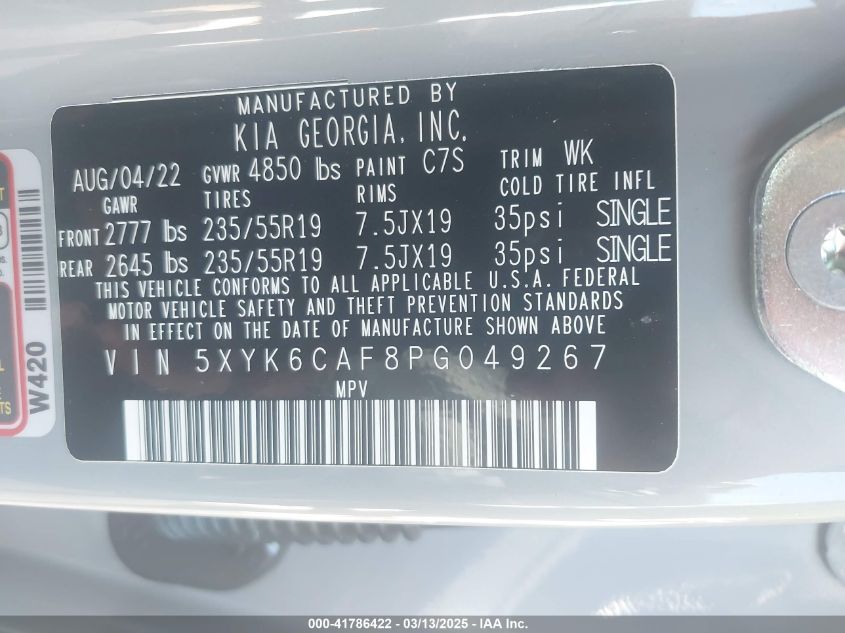 MANUFACTURED BY
KIA GEORGIA, INC.
AUG/04/22 GVWR 4850 lbs PAINT C7S TRIM WK
GAWR TIRES RIMS COLD TIRE INFL
FRONT 2777 lbs 235/55R19 7.5JX19 35psi SINGLE
REAR 2645 lbs 235/55R19 7.5JX19 35psi SINGLE
THIS VEHICLE CONFORMS TO ALL APPLICABLE U.S.A. FEDERAL
MOTOR VEHICLE SAFETY AND THEFT PREVENTION STANDARDS
IN EFFECT ON THE DATE OF MANUFACTURE SHOWN ABOVE
VIN 5XYK6CAF8PG049267
MPV
W420
000-41786422 - 03/13/2025 - IAA Inc.